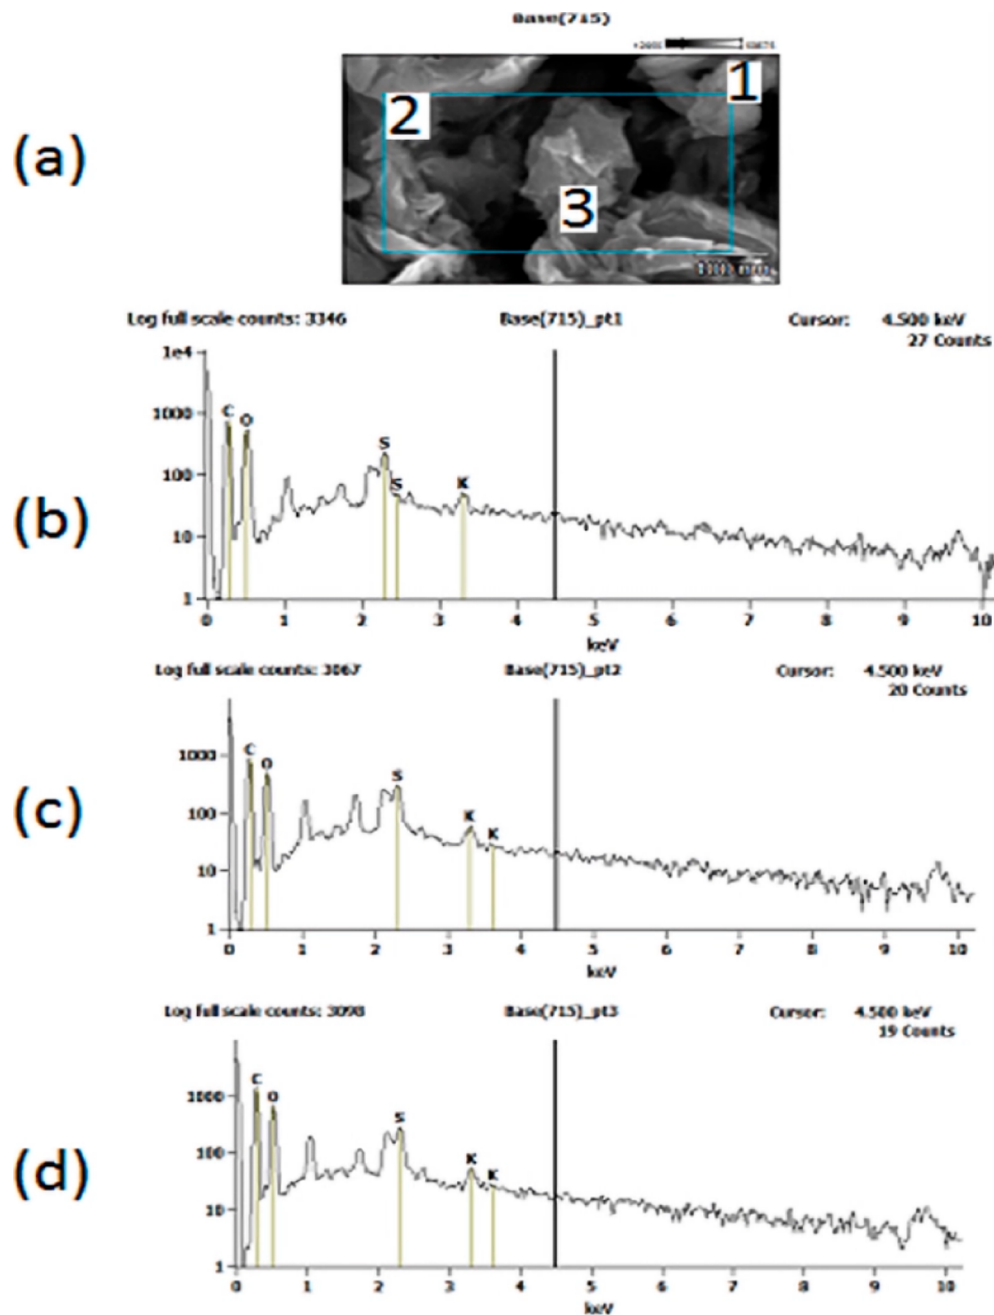 Base(715)
(a)
1
2
3
(b)
Log full scale counts: 3346 Base(715)_pt1 Cursor: 4.500 keV
27 Counts
1e4
1000
100
10
1
C O S S K
0 1 2 3 4 5 6 7 8 9 10
keV
(c)
Log full scale counts: 3067 Base(715)_pt2 Cursor: 4.500 keV
20 Counts
1000
100
10
1
C O S K K
0 1 2 3 4 5 6 7 8 9 10
keV
(d)
Log full scale counts: 3098 Base(715)_pt3 Cursor: 4.500 keV
19 Counts
1000
100
10
1
C O S K K
0 1 2 3 4 5 6 7 8 9 10
keV